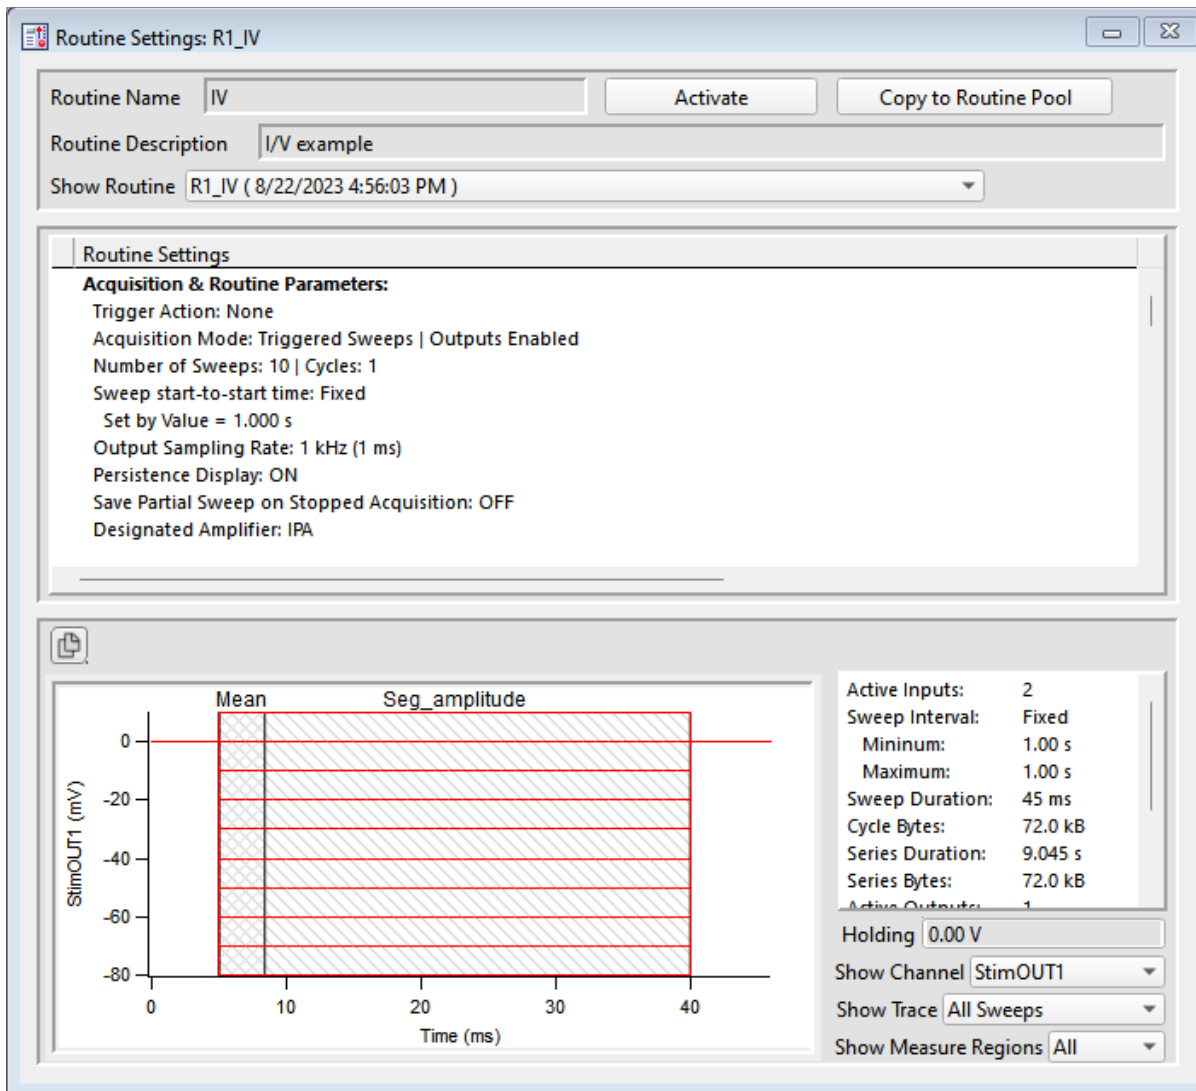 Routine Settings: R1_IV
Routine Name IV Activate Copy to Routine Pool
Routine Description I/V example
Show Routine R1_IV ( 8/22/2023 4:56:03 PM )
Routine Settings
Acquisition & Routine Parameters:
Trigger Action: None
Acquisition Mode: Triggered Sweeps | Outputs Enabled
Number of Sweeps: 10 | Cycles: 1
Sweep start-to-start time: Fixed
Set by Value = 1.000 s
Output Sampling Rate: 1 kHz (1 ms)
Persistence Display: ON
Save Partial Sweep on Stopped Acquisition: OFF
Designated Amplifier: IPA
Mean Seg_amplitude
StimOUT1 (mV)
0
-20
-40
-60
-80
0 10 20 30 40
Time (ms)
Active Inputs: 2
Sweep Interval: Fixed
Mininum: 1.00 s
Maximum: 1.00 s
Sweep Duration: 45 ms
Cycle Bytes: 72.0 kB
Series Duration: 9.045 s
Series Bytes: 72.0 kB
Active Outputs: 1
Holding 0.00 V
Show Channel StimOUT1
Show Trace All Sweeps
Show Measure Regions All